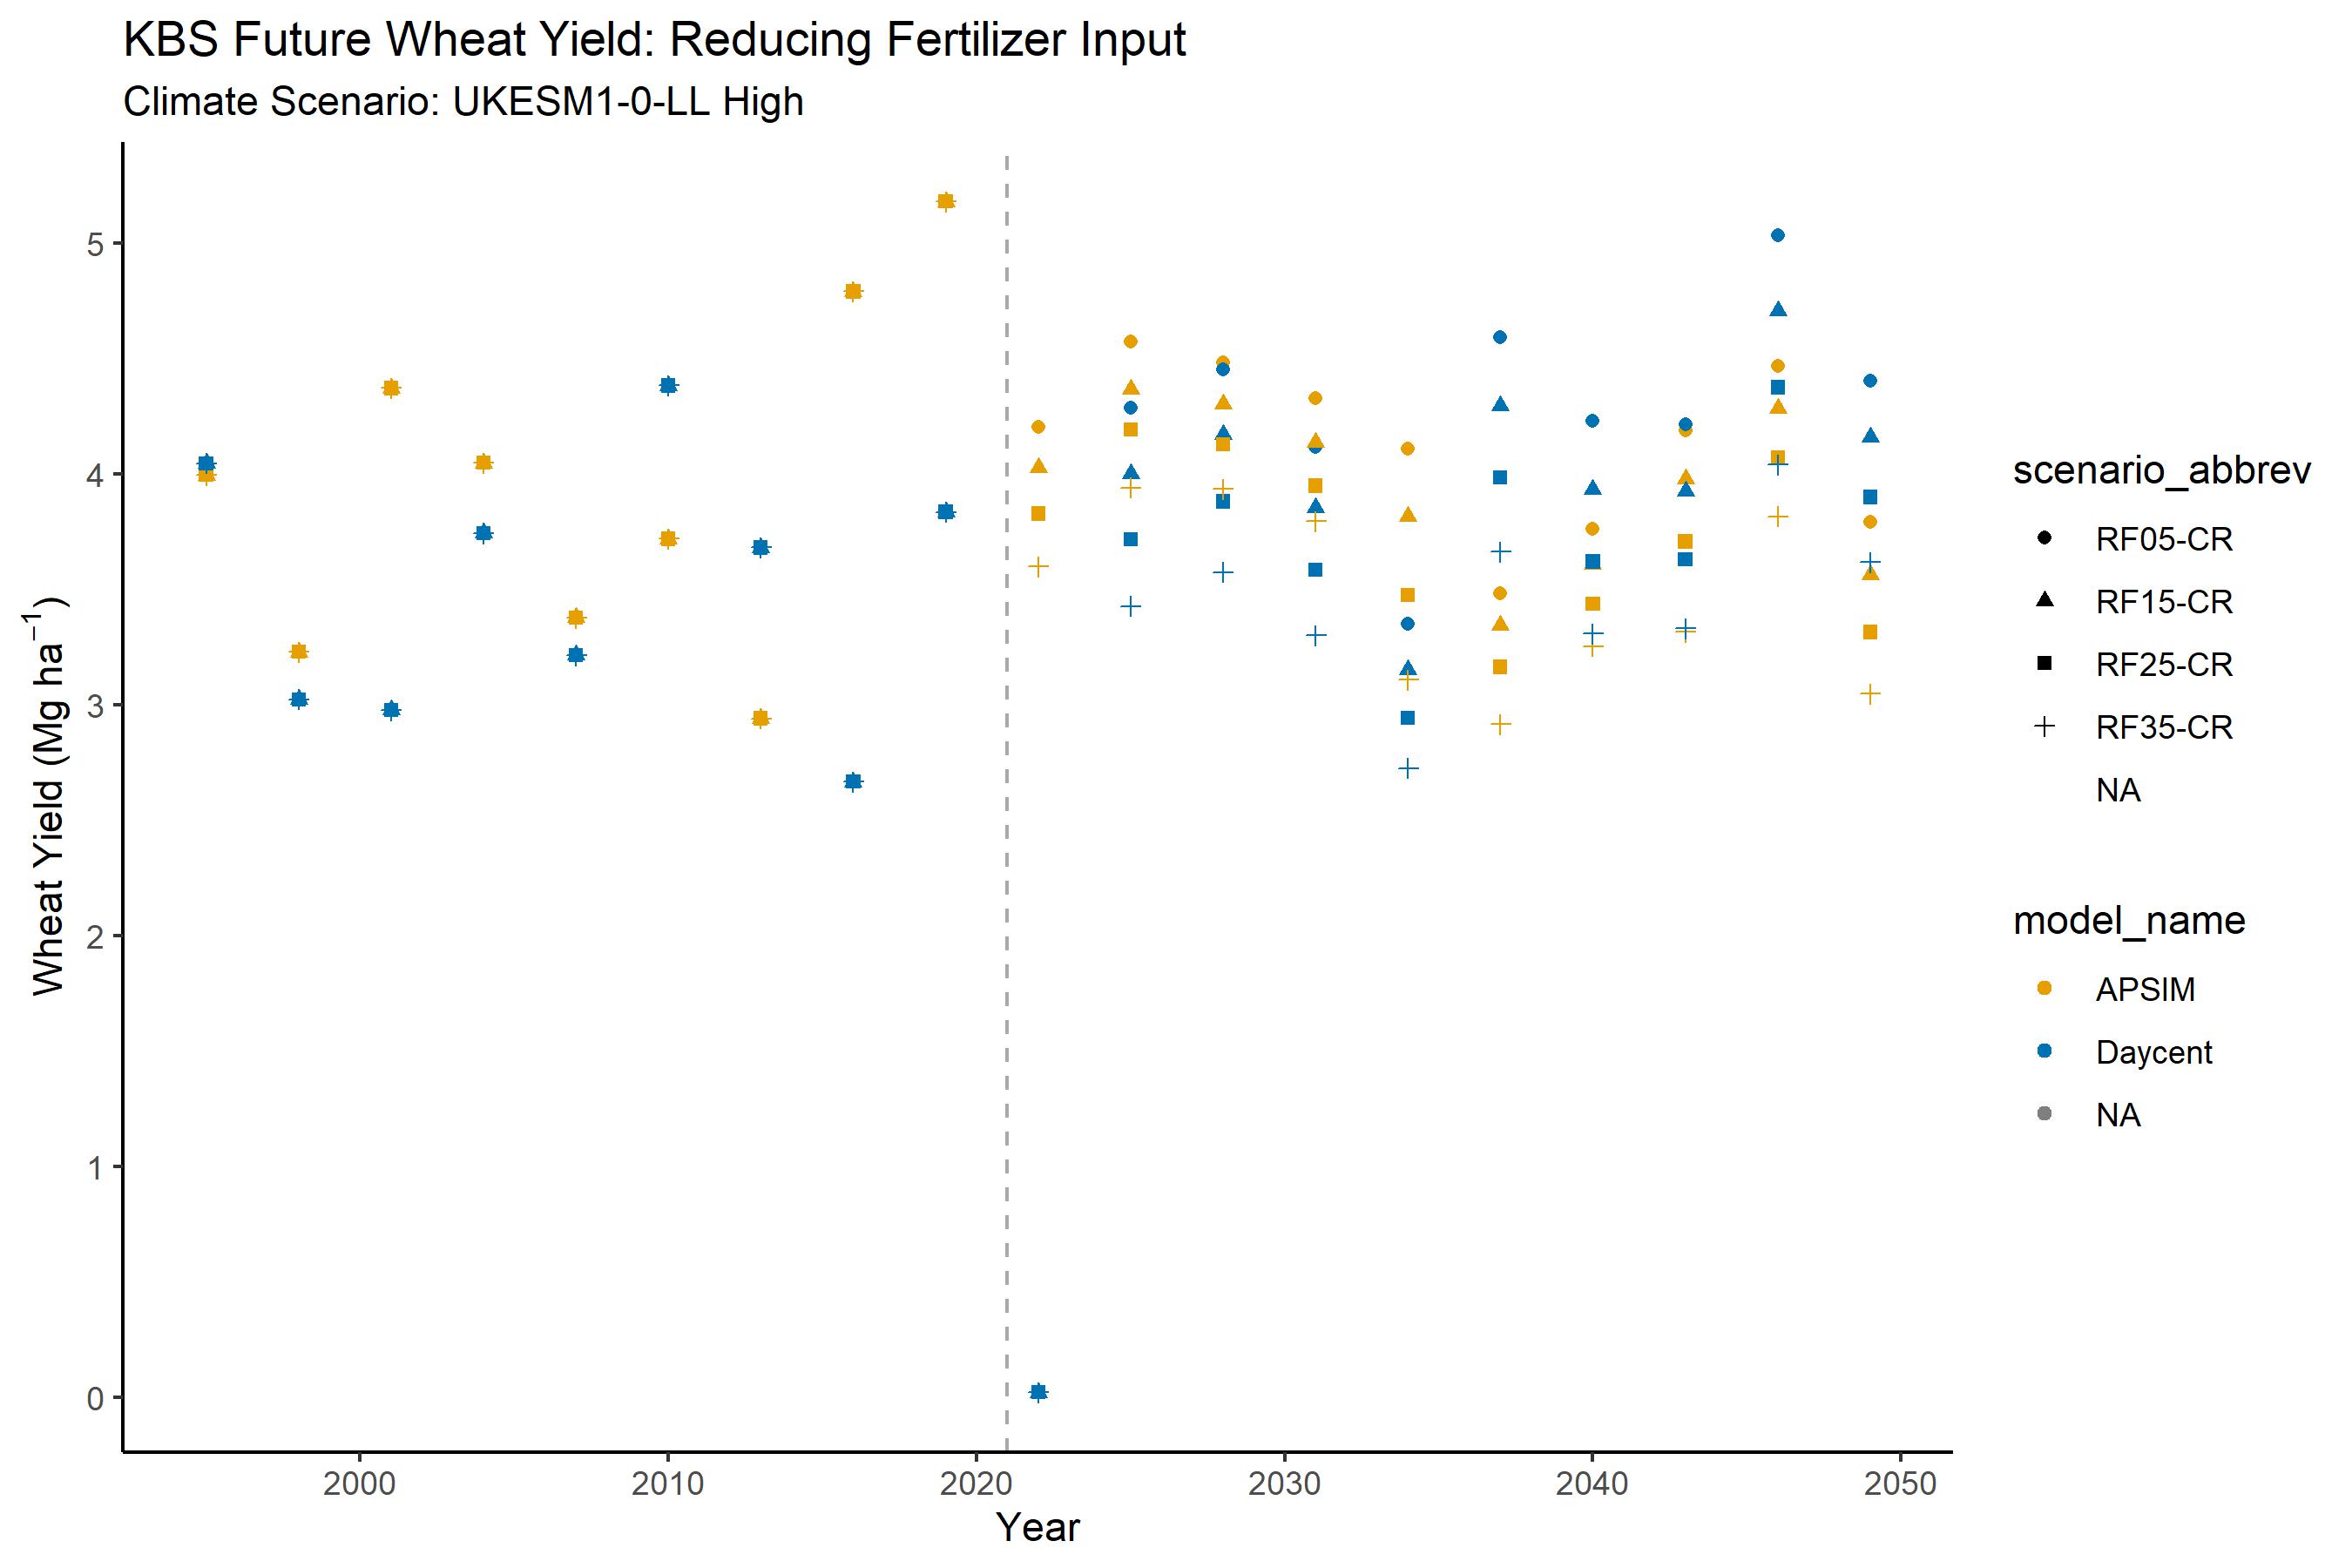 KBS Future Wheat Yield: Reducing Fertilizer Input
Climate Scenario: UKESM1-0-LL High
Wheat Yield (Mg ha⁻¹)
5
4
3
2
1
0
2000
2010
2020
2030
2040
2050
Year
scenario_abbrev
RF05-CR
RF15-CR
RF25-CR
RF35-CR
NA
model_name
APSIM
Daycent
NA